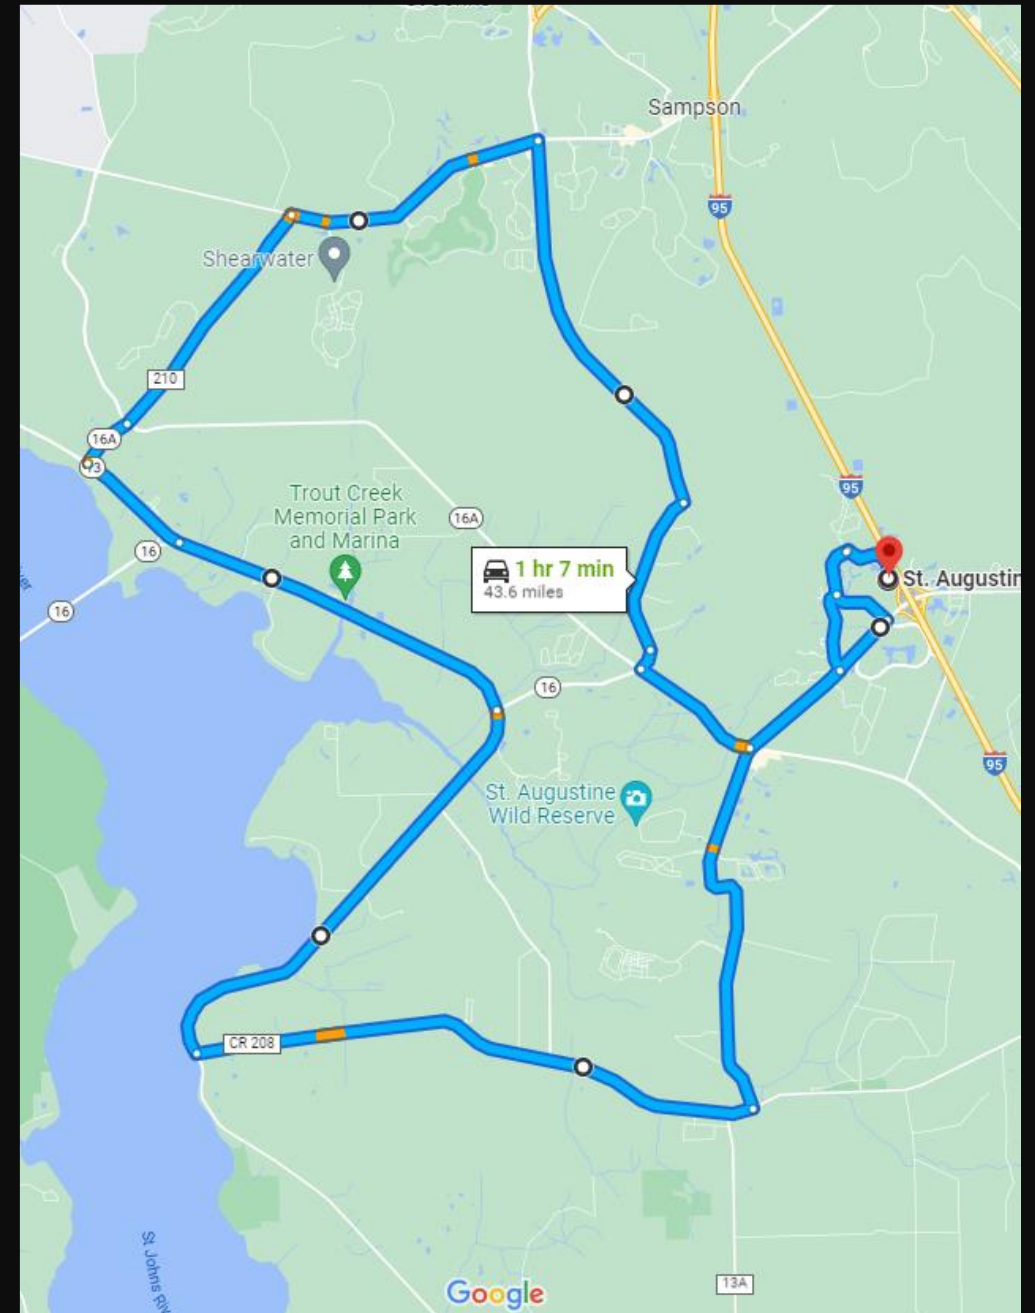 Sampson
95
Shearwater
210
16A
13
Trout Creek
Memorial Park
and Marina
16A
95
16
1 hr 7 min
43.6 miles
St. Augustin
16
16
95
St. Augustine
Wild Reserve
CR 208
St Johns Riv
13A
Google